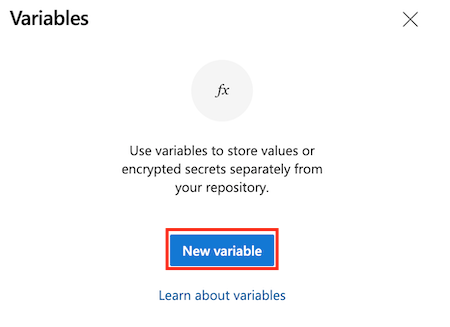 Variables
fx
Use variables to store values or
encrypted secrets separately from
your repository.
New variable
Learn about variables